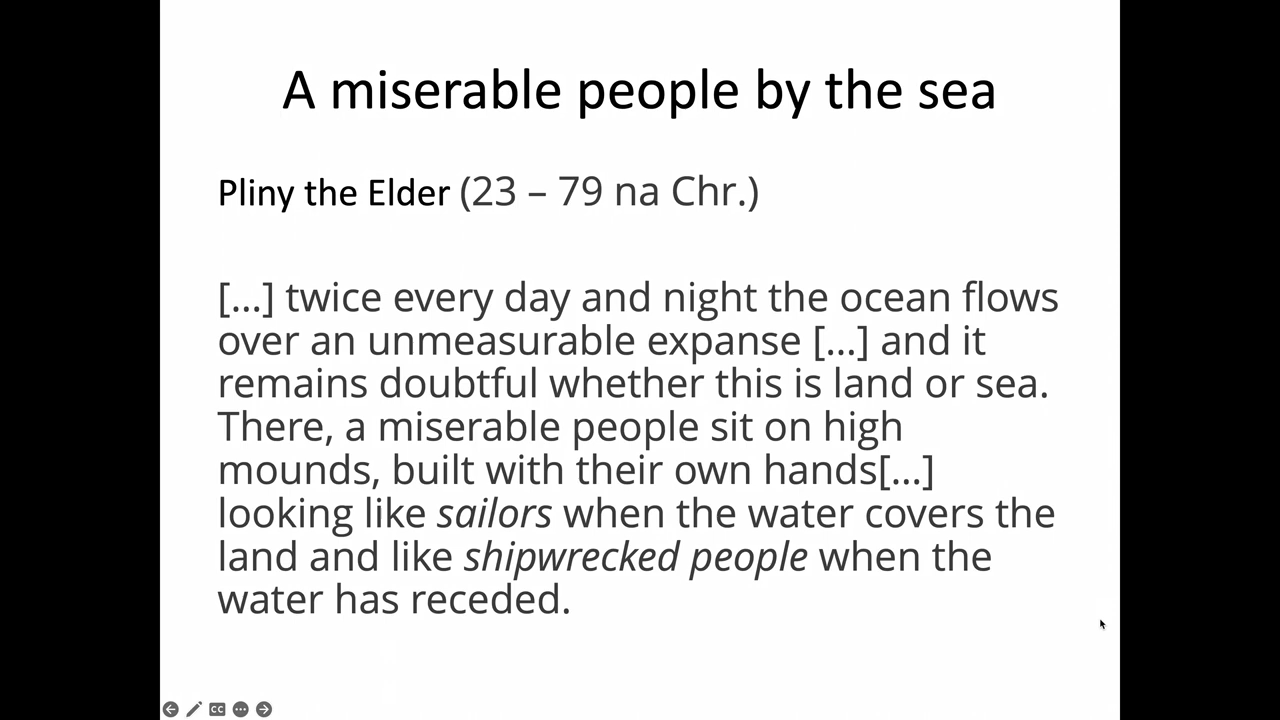 A miserable people by the sea
Pliny the Elder (23 – 79 na Chr.)
[…] twice every day and night the ocean flows
over an unmeasurable expanse […] and it
remains doubtful whether this is land or sea.
There, a miserable people sit on high
mounds, built with their own hands[…]
looking like sailors when the water covers the
land and like shipwrecked people when the
water has receded.
CC